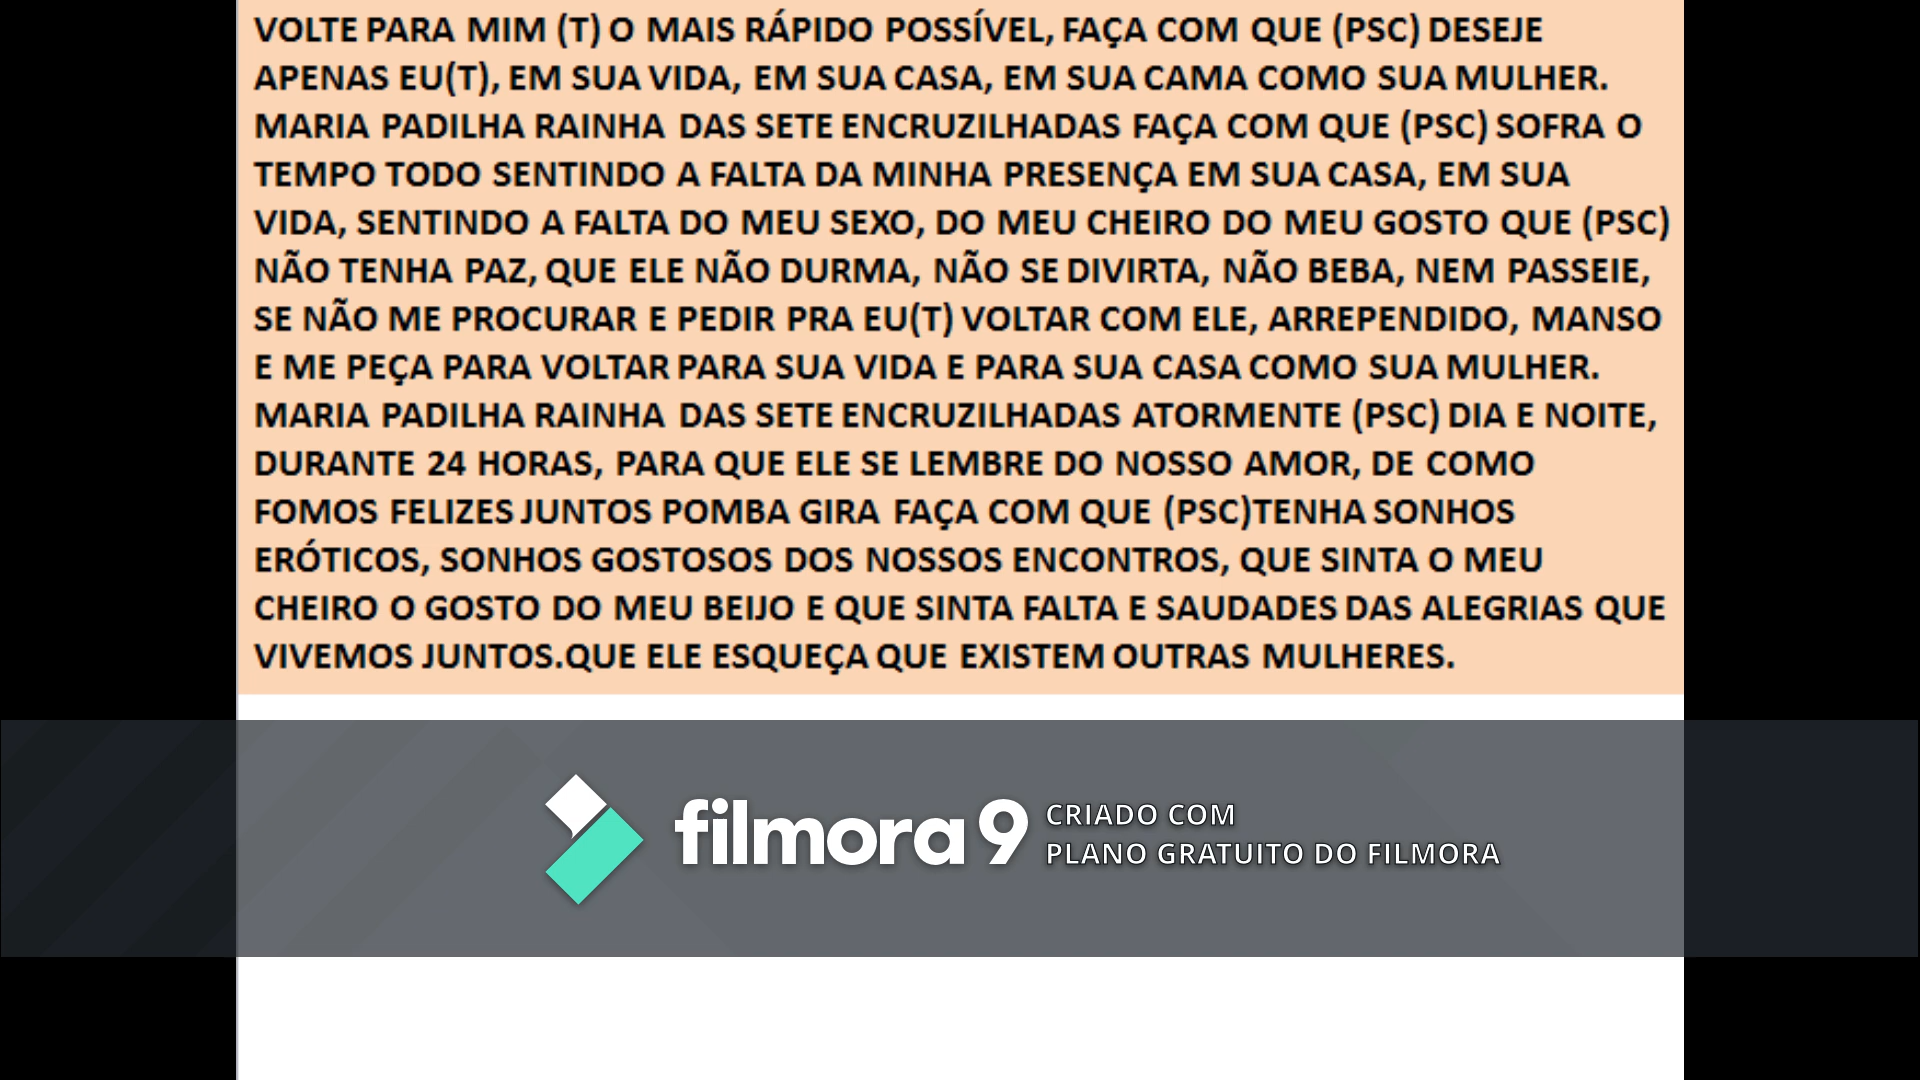 VOLTE PARA MIM (T) O MAIS RÁPIDO POSSÍVEL, FAÇA COM QUE (PSC) DESEJE
APENAS EU(T), EM SUA VIDA, EM SUA CASA, EM SUA CAMA COMO SUA MULHER.
MARIA PADILHA RAINHA DAS SETE ENCRUZILHADAS FAÇA COM QUE (PSC) SOFRA O
TEMPO TODO SENTINDO A FALTA DA MINHA PRESENÇA EM SUA CASA, EM SUA
VIDA, SENTINDO A FALTA DO MEU SEXO, DO MEU CHEIRO DO MEU GOSTO QUE (PSC)
NÃO TENHA PAZ, QUE ELE NÃO DURMA, NÃO SE DIVIRTA, NÃO BEBA, NEM PASSEIE,
SE NÃO ME PROCURAR E PEDIR PRA EU(T) VOLTAR COM ELE, ARREPENDIDO, MANSO
E ME PEÇA PARA VOLTAR PARA SUA VIDA E PARA SUA CASA COMO SUA MULHER.
MARIA PADILHA RAINHA DAS SETE ENCRUZILHADAS ATORMENTE (PSC) DIA E NOITE,
DURANTE 24 HORAS, PARA QUE ELE SE LEMBRE DO NOSSO AMOR, DE COMO
FOMOS FELIZES JUNTOS POMBA GIRA FAÇA COM QUE (PSC)TENHA SONHOS
ERÓTICOS, SONHOS GOSTOSOS DOS NOSSOS ENCONTROS, QUE SINTA O MEU
CHEIRO O GOSTO DO MEU BEIJO E QUE SINTA FALTA E SAUDADES DAS ALEGRIAS QUE
VIVEMOS JUNTOS.QUE ELE ESQUEÇA QUE EXISTEM OUTRAS MULHERES.
filmora 9
CRIADO COM
PLANO GRATUITO DO FILMORA